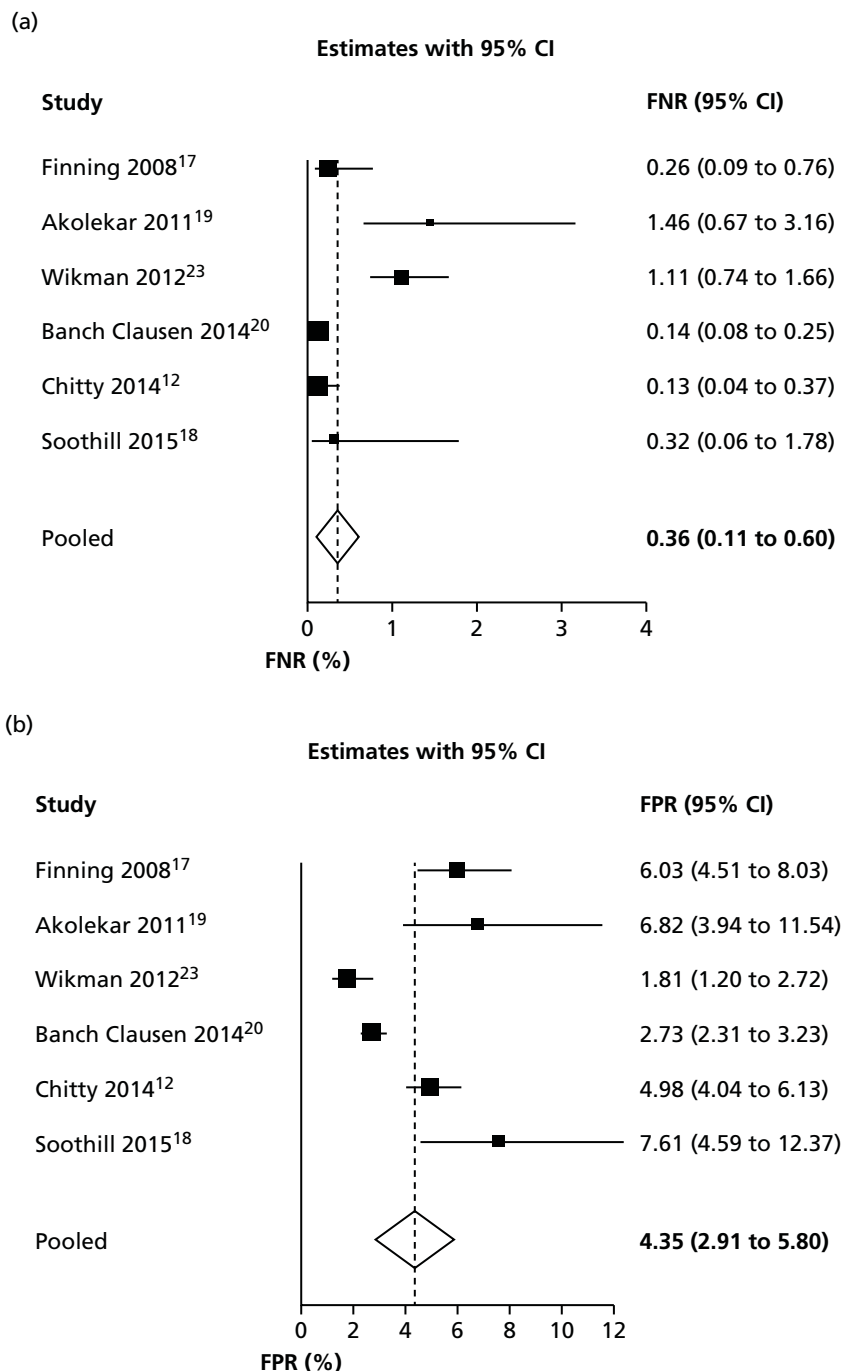 (a)
Estimates with 95% CI
Study FNR (95% CI)
Finning 2008¹⁷ 0.26 (0.09 to 0.76)
Akolekar 2011¹⁹ 1.46 (0.67 to 3.16)
Wikman 2012²³ 1.11 (0.74 to 1.66)
Banch Clausen 2014²⁰ 0.14 (0.08 to 0.25)
Chitty 2014¹² 0.13 (0.04 to 0.37)
Soothill 2015¹⁸ 0.32 (0.06 to 1.78)
Pooled 0.36 (0.11 to 0.60)
0 1 2 3 4
FNR (%)
(b)
Estimates with 95% CI
Study FPR (95% CI)
Finning 2008¹⁷ 6.03 (4.51 to 8.03)
Akolekar 2011¹⁹ 6.82 (3.94 to 11.54)
Wikman 2012²³ 1.81 (1.20 to 2.72)
Banch Clausen 2014²⁰ 2.73 (2.31 to 3.23)
Chitty 2014¹² 4.98 (4.04 to 6.13)
Soothill 2015¹⁸ 7.61 (4.59 to 12.37)
Pooled 4.35 (2.91 to 5.80)
0 2 4 6 8 10 12
FPR (%)